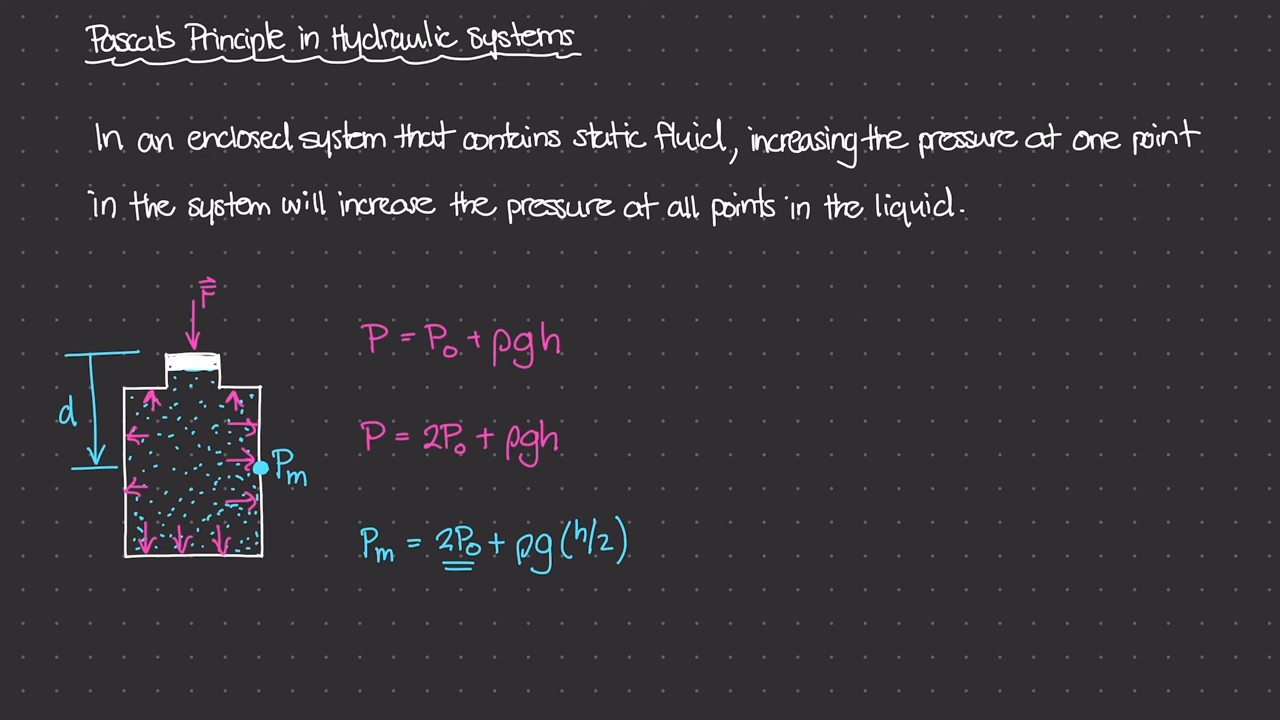 Pascals Principle in Hydraulic Systems
In an enclosed system that contains static fluid, increasing the pressure at one point
in the system will increase the pressure at all points in the liquid.
F⃗
P = P₀ + ρgh
d
P = 2P₀ + ρgh
Pₘ
Pₘ = 2P₀ + ρg(h/2)